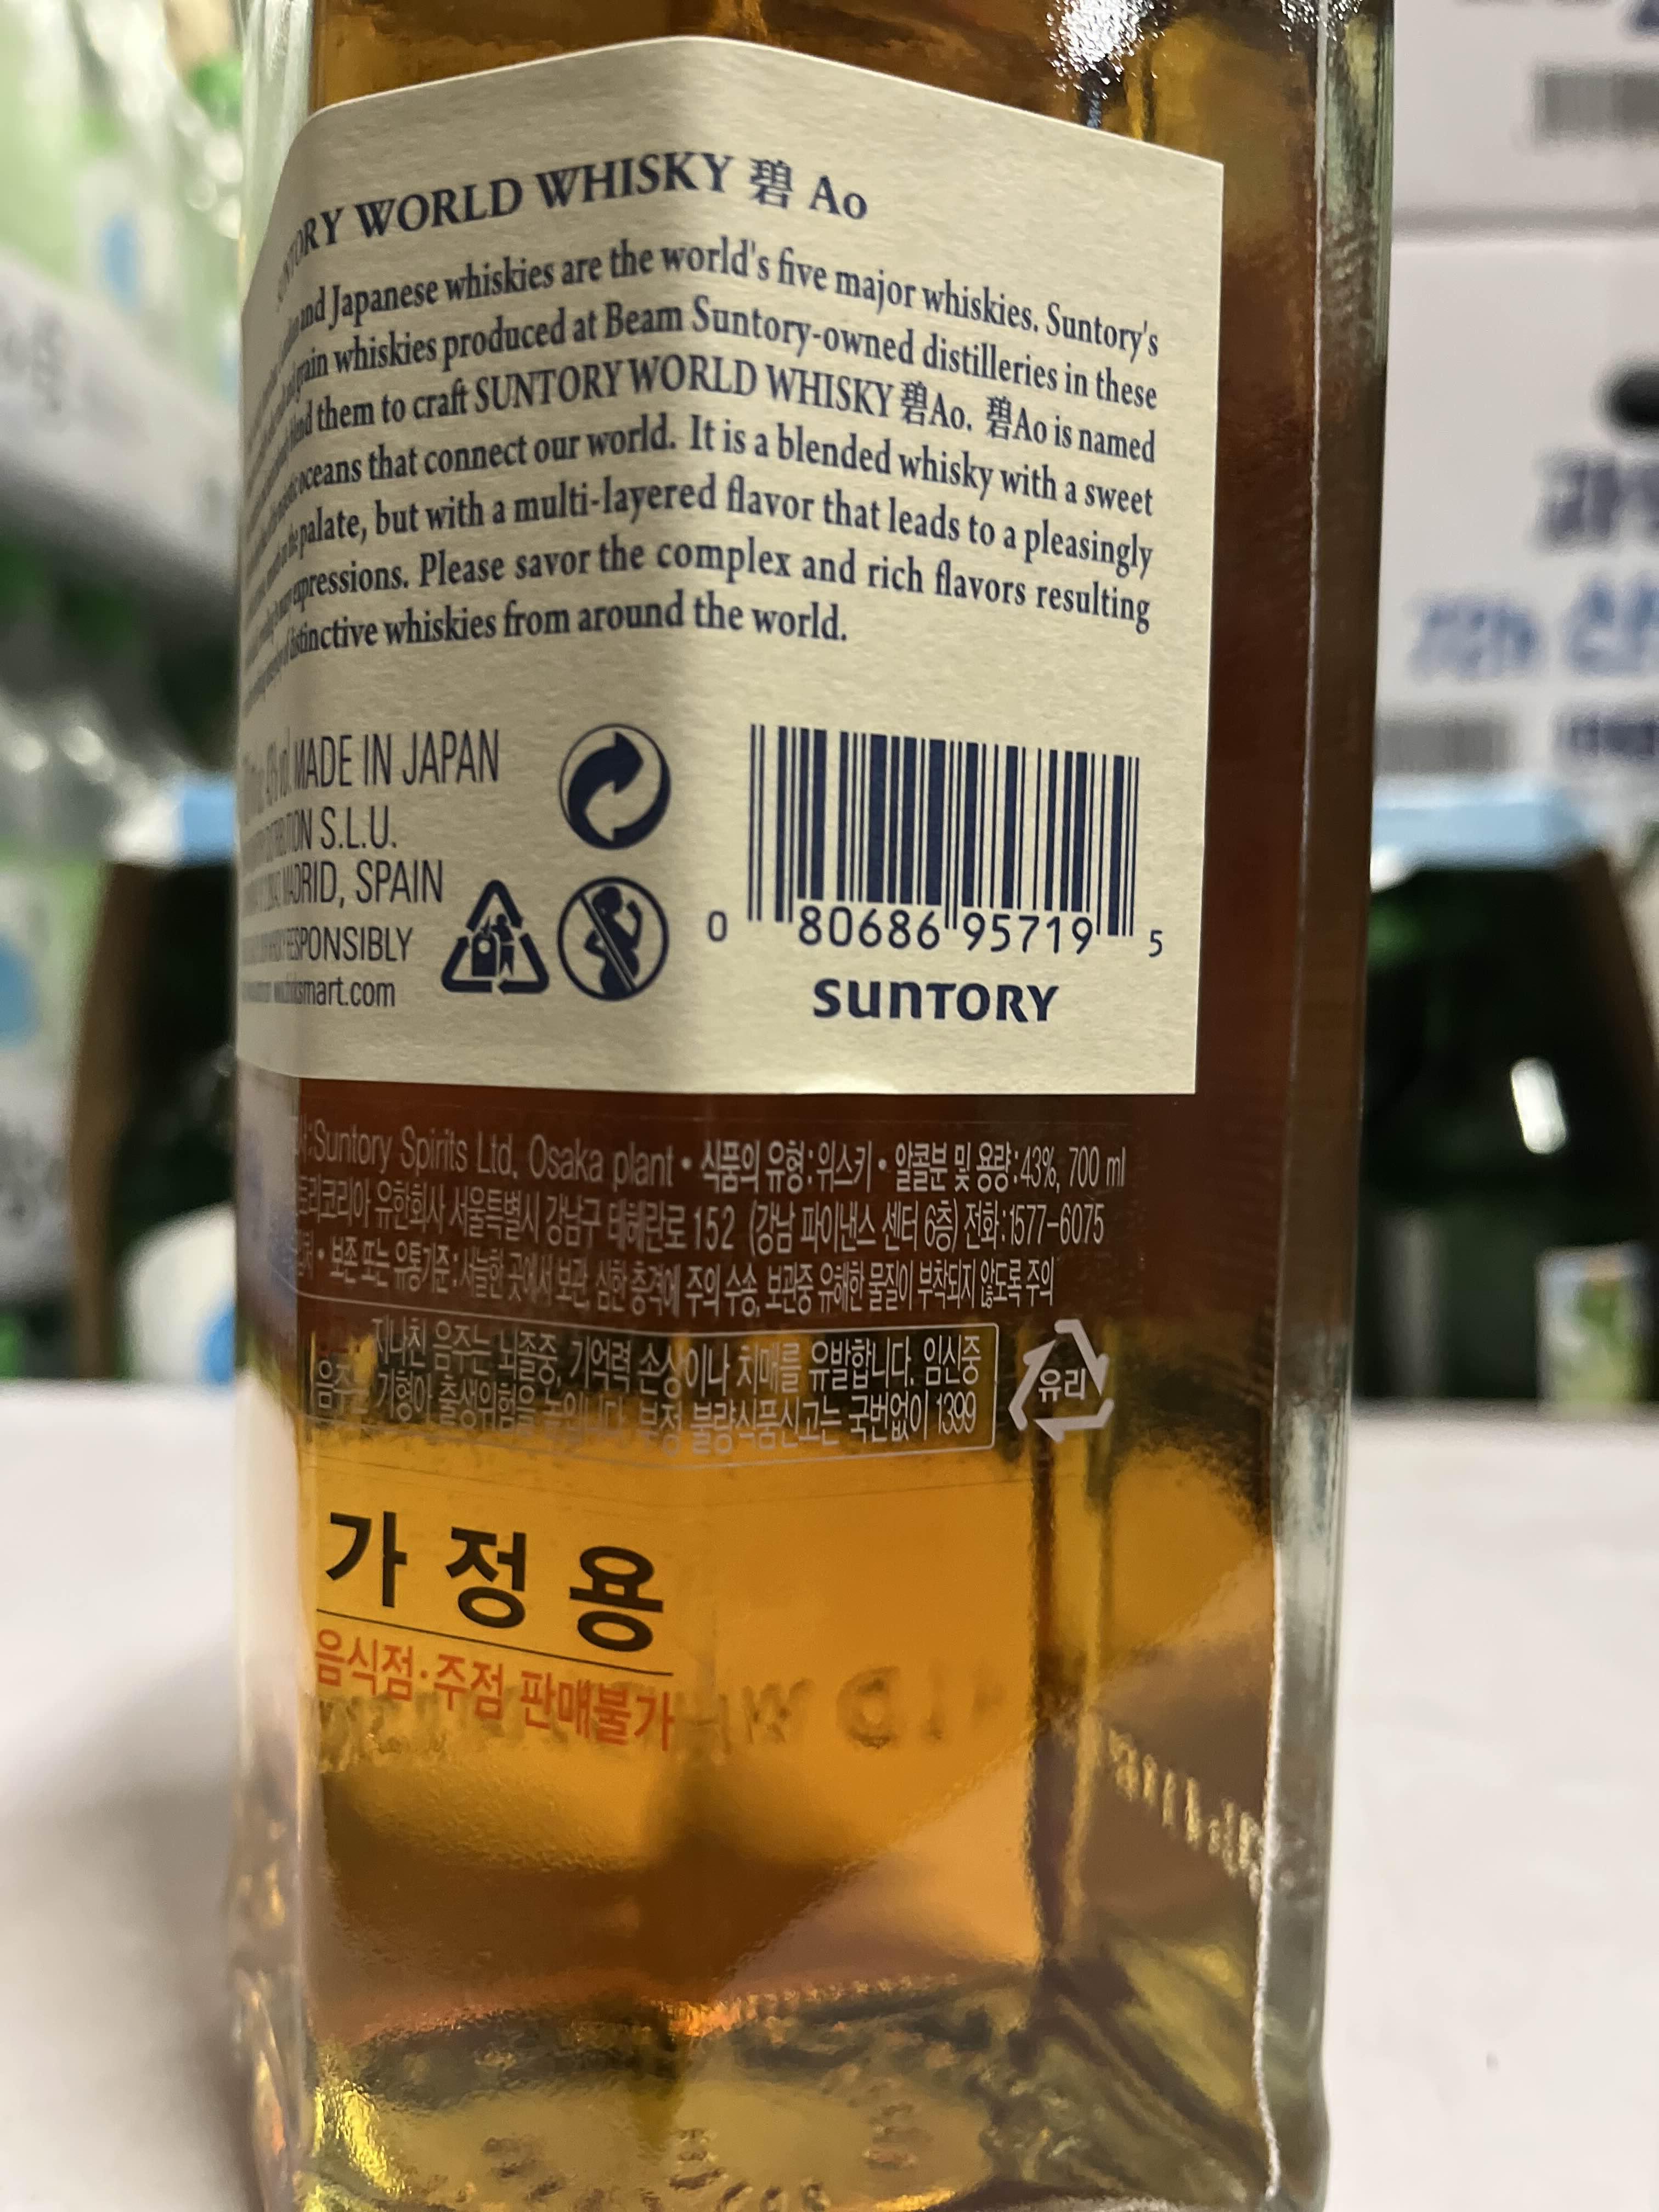 SUNTORY WORLD WHISKY 碧 Ao
and Japanese whiskies are the world's five major whiskies. Suntory's
grain whiskies produced at Beam Suntory-owned distilleries in these
them to craft SUNTORY WORLD WHISKY 碧Ao. 碧Ao is named
oceans that connect our world. It is a blended whisky with a sweet
palate, but with a multi-layered flavor that leads to a pleasingly
expressions. Please savor the complex and rich flavors resulting
distinctive whiskies from around the world.
MADE IN JAPAN
S.L.U.
MADRID, SPAIN
RESPONSIBLY
0 80686 95719 5
SUNTORY
Suntory Spirits Ltd, Osaka plant • 식품의 유형:위스키 • 알콜분 및 용량:43%, 700 ml
유한회사 서울특별시 강남구 테헤란로 152 (강남 파이낸스 센터 6층) 전화:1577-6075
• 보존 또는 유통기준:서늘한 곳에서 보관, 심한 충격에 주의 수송, 보관중 유해한 물질이 부착되지 않도록 주의
지나친 음주는 뇌졸중, 기억력 손상이나 치매를 유발합니다. 임신중
음주는 기형아 출생위험을 높입니다. 부정 불량식품신고는 국번없이 1399
유리
가정용
음식점·주점 판매불가